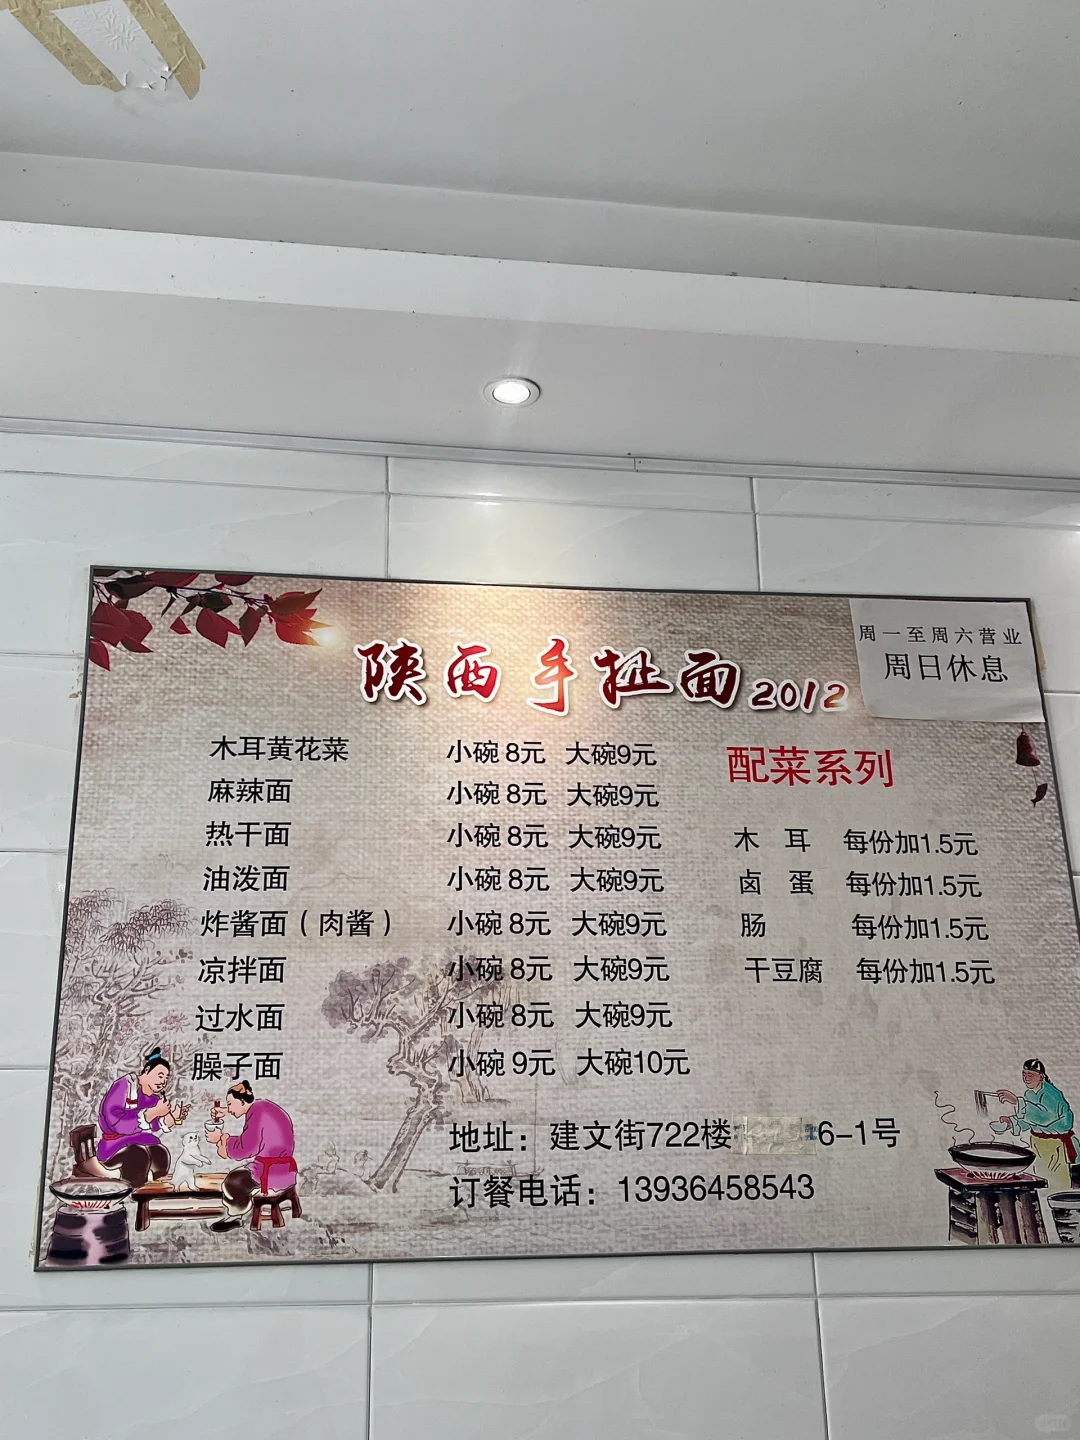 陕西手扯面2012
周一至周六营业
周日休息
木耳黄花菜 小碗 8元 大碗9元
麻辣面 小碗 8元 大碗9元
热干面 小碗 8元 大碗9元
油泼面 小碗 8元 大碗9元
炸酱面（肉酱） 小碗 8元 大碗9元
凉拌面 小碗 8元 大碗9元
过水面 小碗 8元 大碗9元
臊子面 小碗 9元 大碗10元
配菜系列
木耳 每份加1.5元
卤蛋 每份加1.5元
肠 每份加1.5元
干豆腐 每份加1.5元
地址：建文街722楼 6-1号
订餐电话：13936458543